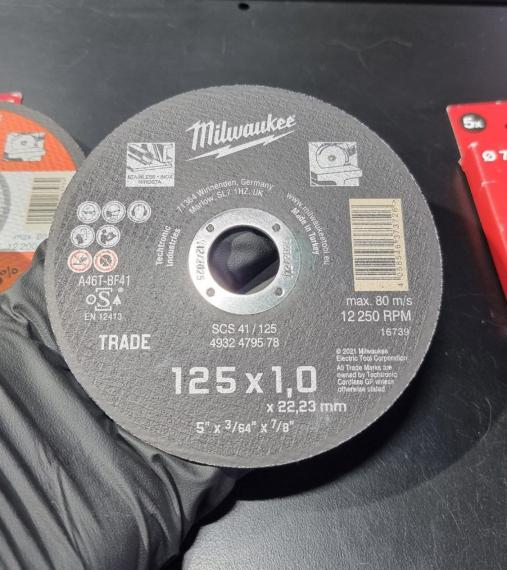 Milwaukee
STAINLESS - INOX
71364 Winnenden, Germany
Marlow, SL7 1HZ, UK
Techtronic
Industries
Made in Turkey
A46T-BF41
EN 12413
TRADE
SCS 41 / 125
4932 4795 78
125 x 1,0
x 22,23 mm
5" x 3/64" x 7/8"
max. 80 m/s
12 250 RPM
16739
© 2021 Milwaukee
Electric Tool Corporation
All Trade Marks are
owned by Techtronic
Cordless GP unless
otherwise stated
5x
Ø 7